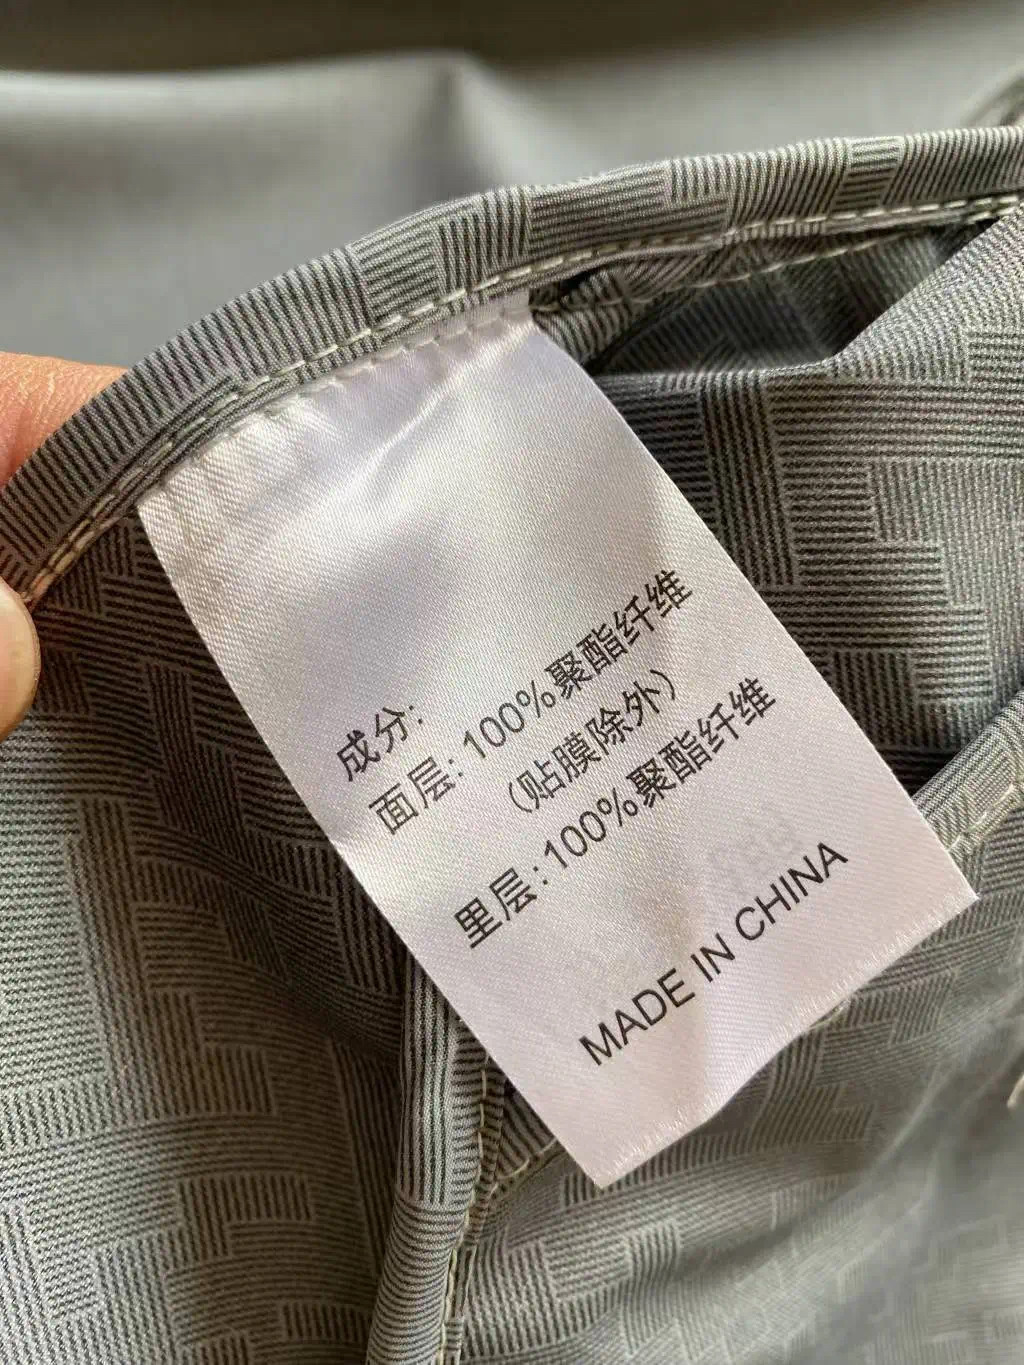 成分:
面层: 100%聚酯纤维
（贴膜除外）
里层:100%聚酯纤维
MADE IN CHINA